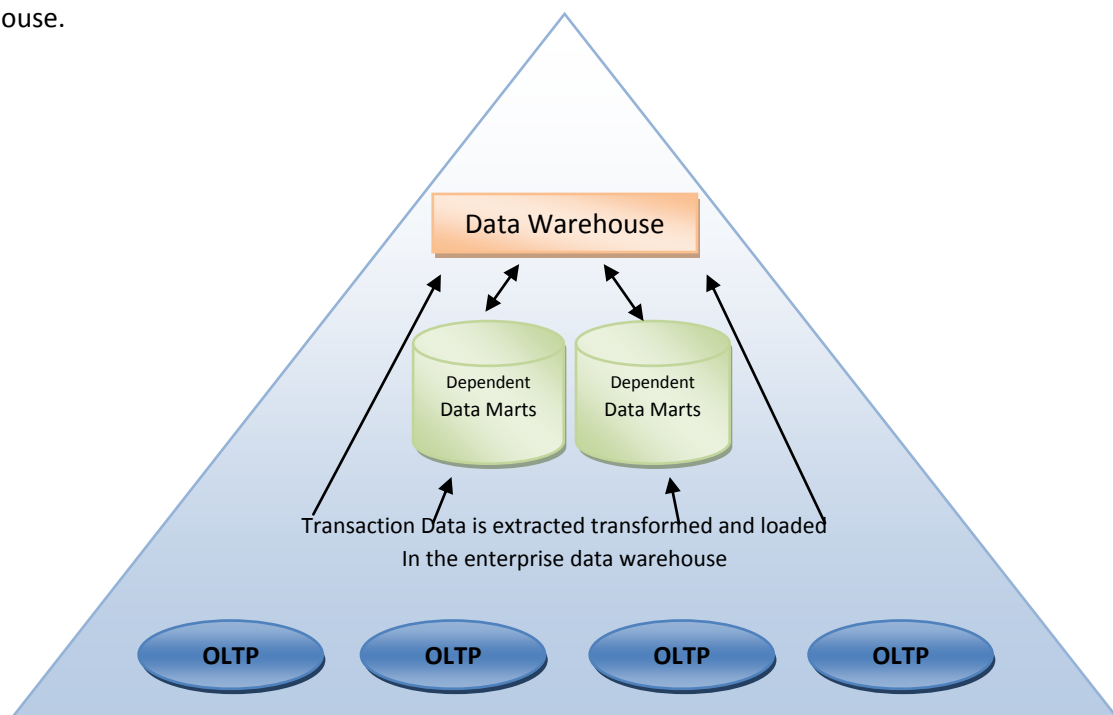 ouse.
Data Warehouse
Dependent Dependent
Data Marts Data Marts
Transaction Data is extracted transformed and loaded
In the enterprise data warehouse
OLTP OLTP OLTP OLTP